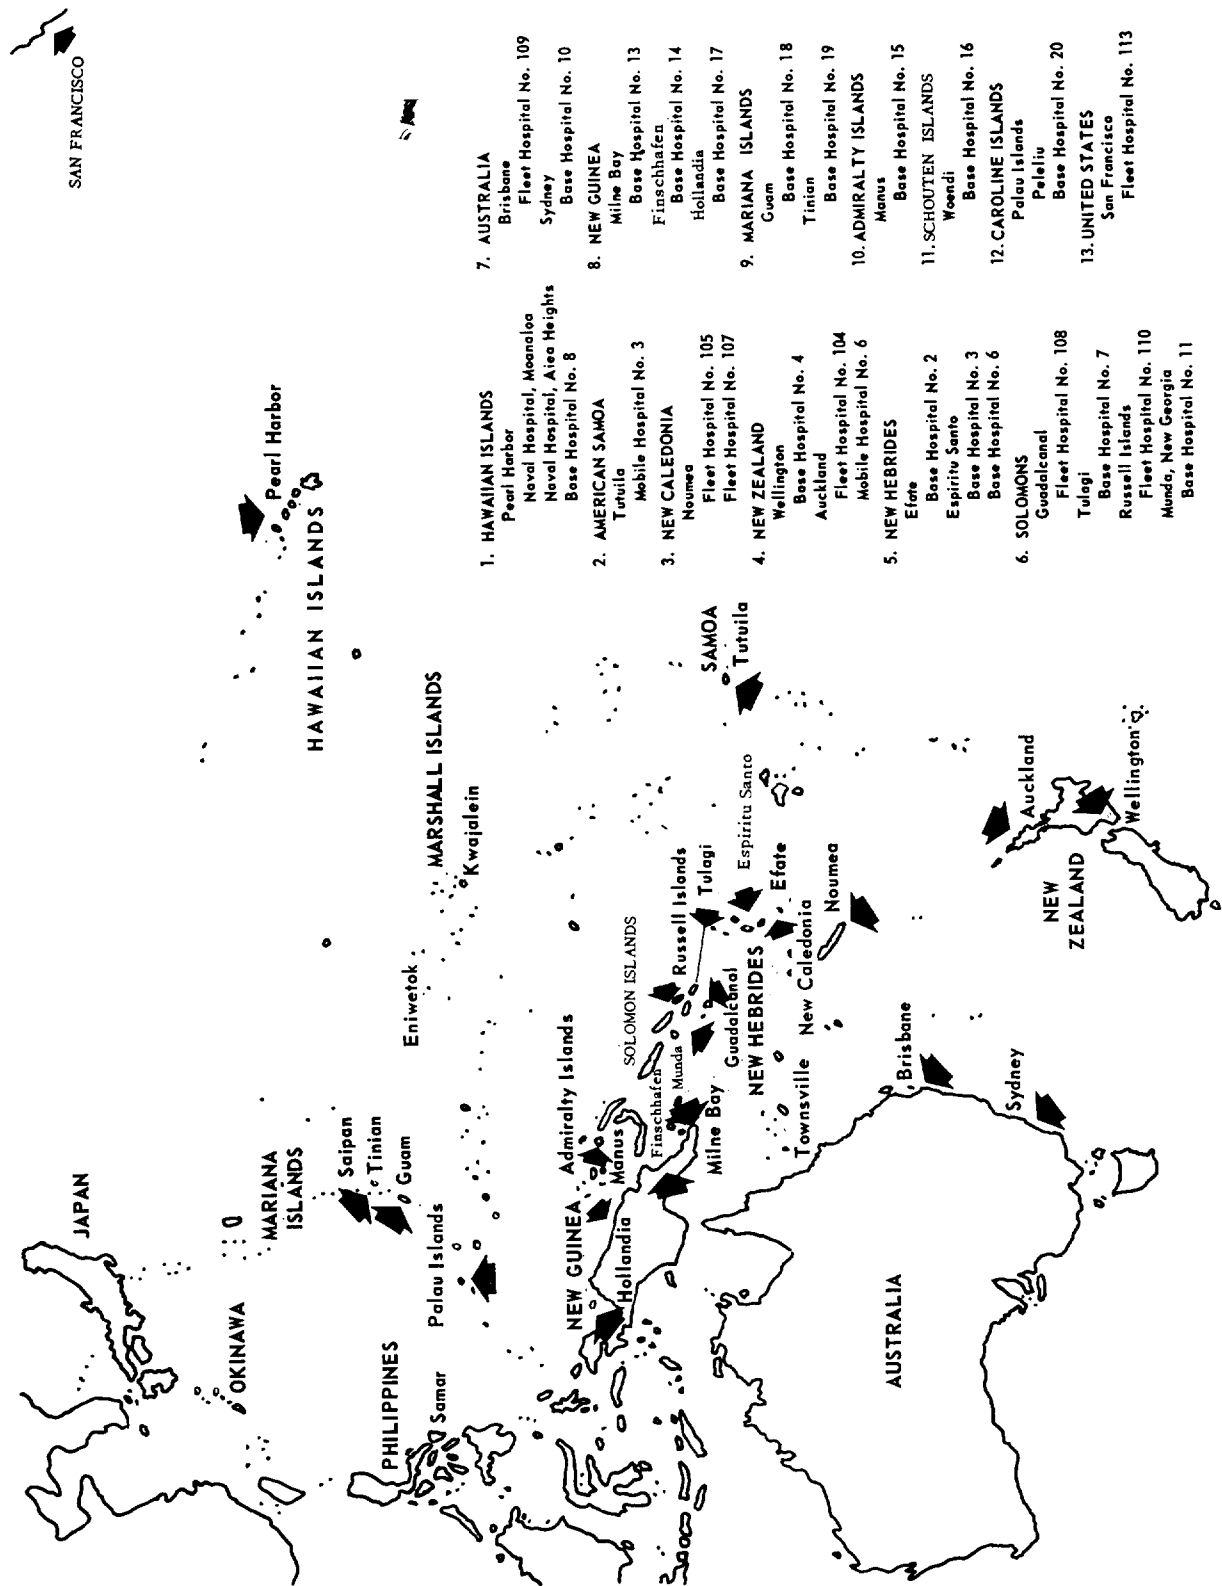 SAN FRANCISCO
JAPAN
OKINAWA
MARIANA
ISLANDS
Saipan
Tinian
Guam
PHILIPPINES
Samar
Palau Islands
HAWAIIAN ISLANDS
Pearl Harbor
MARSHALL ISLANDS
Eniwetok
Kwajalein
NEW GUINEA
Hollandia
Admiralty Islands
Manus
Finschhafen
Munda
Milne Bay
SOLOMON ISLANDS
Russell Islands
Tulagi
Guadalcanal
Espiritu Santo
NEW HEBRIDES
Efate
SAMOA
Tutuila
Townsville
New Caledonia
Noumea
AUSTRALIA
Brisbane
Sydney
NEW
ZEALAND
Auckland
Wellington
1. HAWAIIAN ISLANDS
Pearl Harbor
Naval Hospital, Moanaloa
Naval Hospital, Aiea Heights
Base Hospital No. 8
2. AMERICAN SAMOA
Tutuila
Mobile Hospital No. 3
3. NEW CALEDONIA
Noumea
Fleet Hospital No. 105
Fleet Hospital No. 107
4. NEW ZEALAND
Wellington
Base Hospital No. 4
Auckland
Fleet Hospital No. 104
Mobile Hospital No. 6
5. NEW HEBRIDES
Efate
Base Hospital No. 2
Espiritu Santo
Base Hospital No. 3
Base Hospital No. 6
6. SOLOMONS
Guadalcanal
Fleet Hospital No. 108
Tulagi
Base Hospital No. 7
Russell Islands
Fleet Hospital No. 110
Munda, New Georgia
Base Hospital No. 11
7. AUSTRALIA
Brisbane
Fleet Hospital No. 109
Sydney
Base Hospital No. 10
8. NEW GUINEA
Milne Bay
Base Hospital No. 13
Finschhafen
Base Hospital No. 14
Hollandia
Base Hospital No. 17
9. MARIANA ISLANDS
Guam
Base Hospital No. 18
Tinian
Base Hospital No. 19
10. ADMIRALTY ISLANDS
Manus
Base Hospital No. 15
11. SCHOUTEN ISLANDS
Woendi
Base Hospital No. 16
12. CAROLINE ISLANDS
Palau Islands
Peleliu
Base Hospital No. 20
13. UNITED STATES
San Francisco
Fleet Hospital No. 113